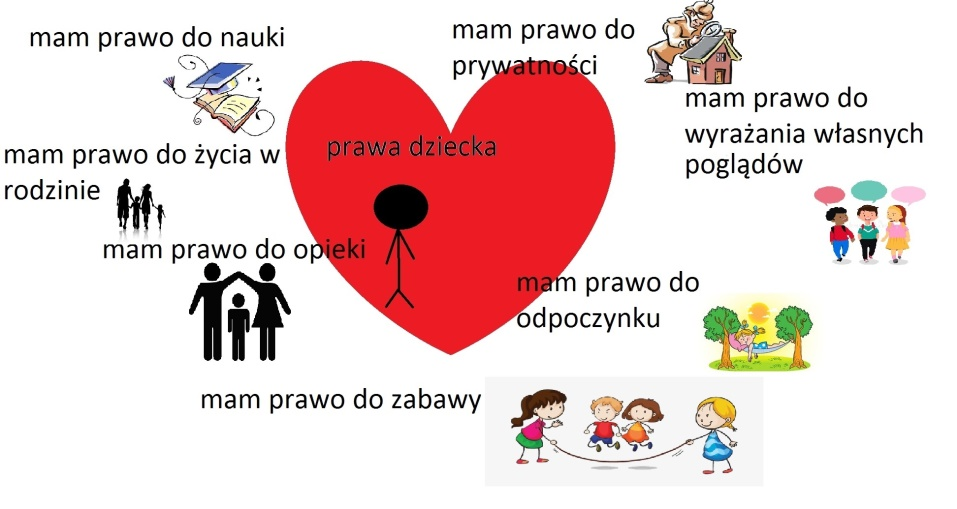 mam prawo do nauki
mam prawo do
prywatności
mam prawo do
wyrażania własnych
poglądów
prawa dziecka
mam prawo do życia w
rodzinie
mam prawo do opieki
mam prawo do
odpoczynku
mam prawo do zabawy